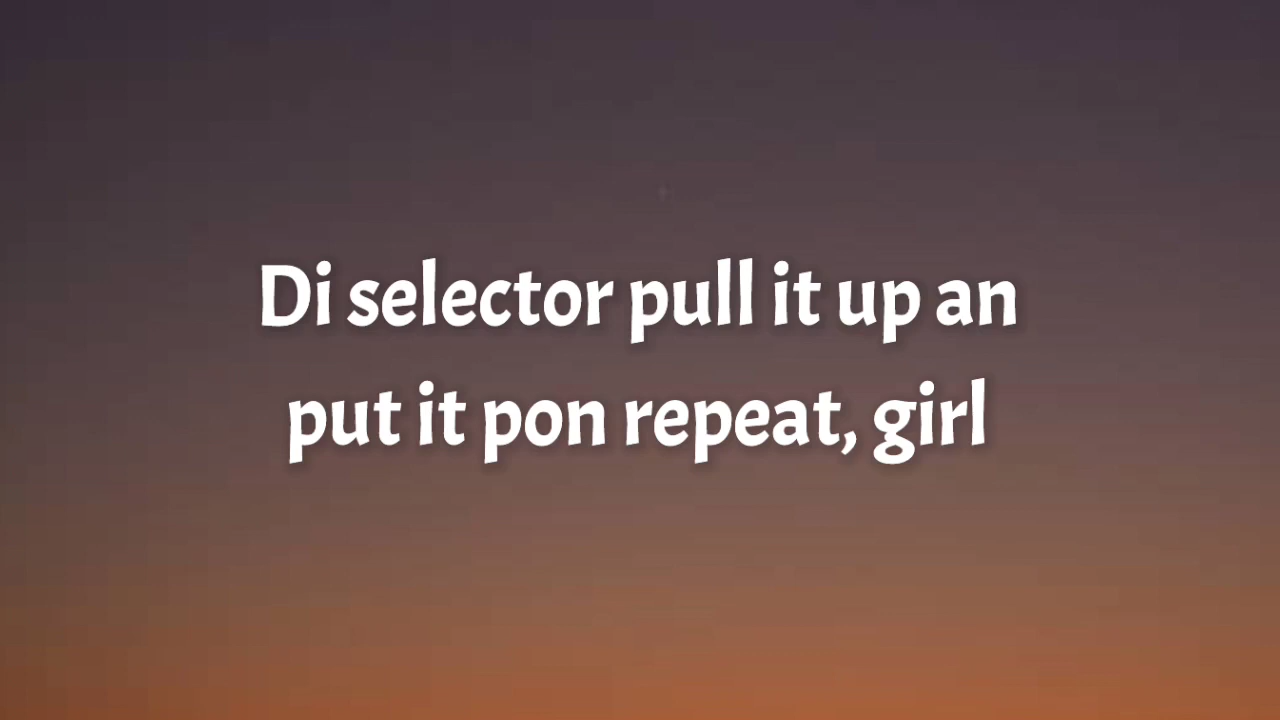 Di selector pull it up an
put it pon repeat, girl